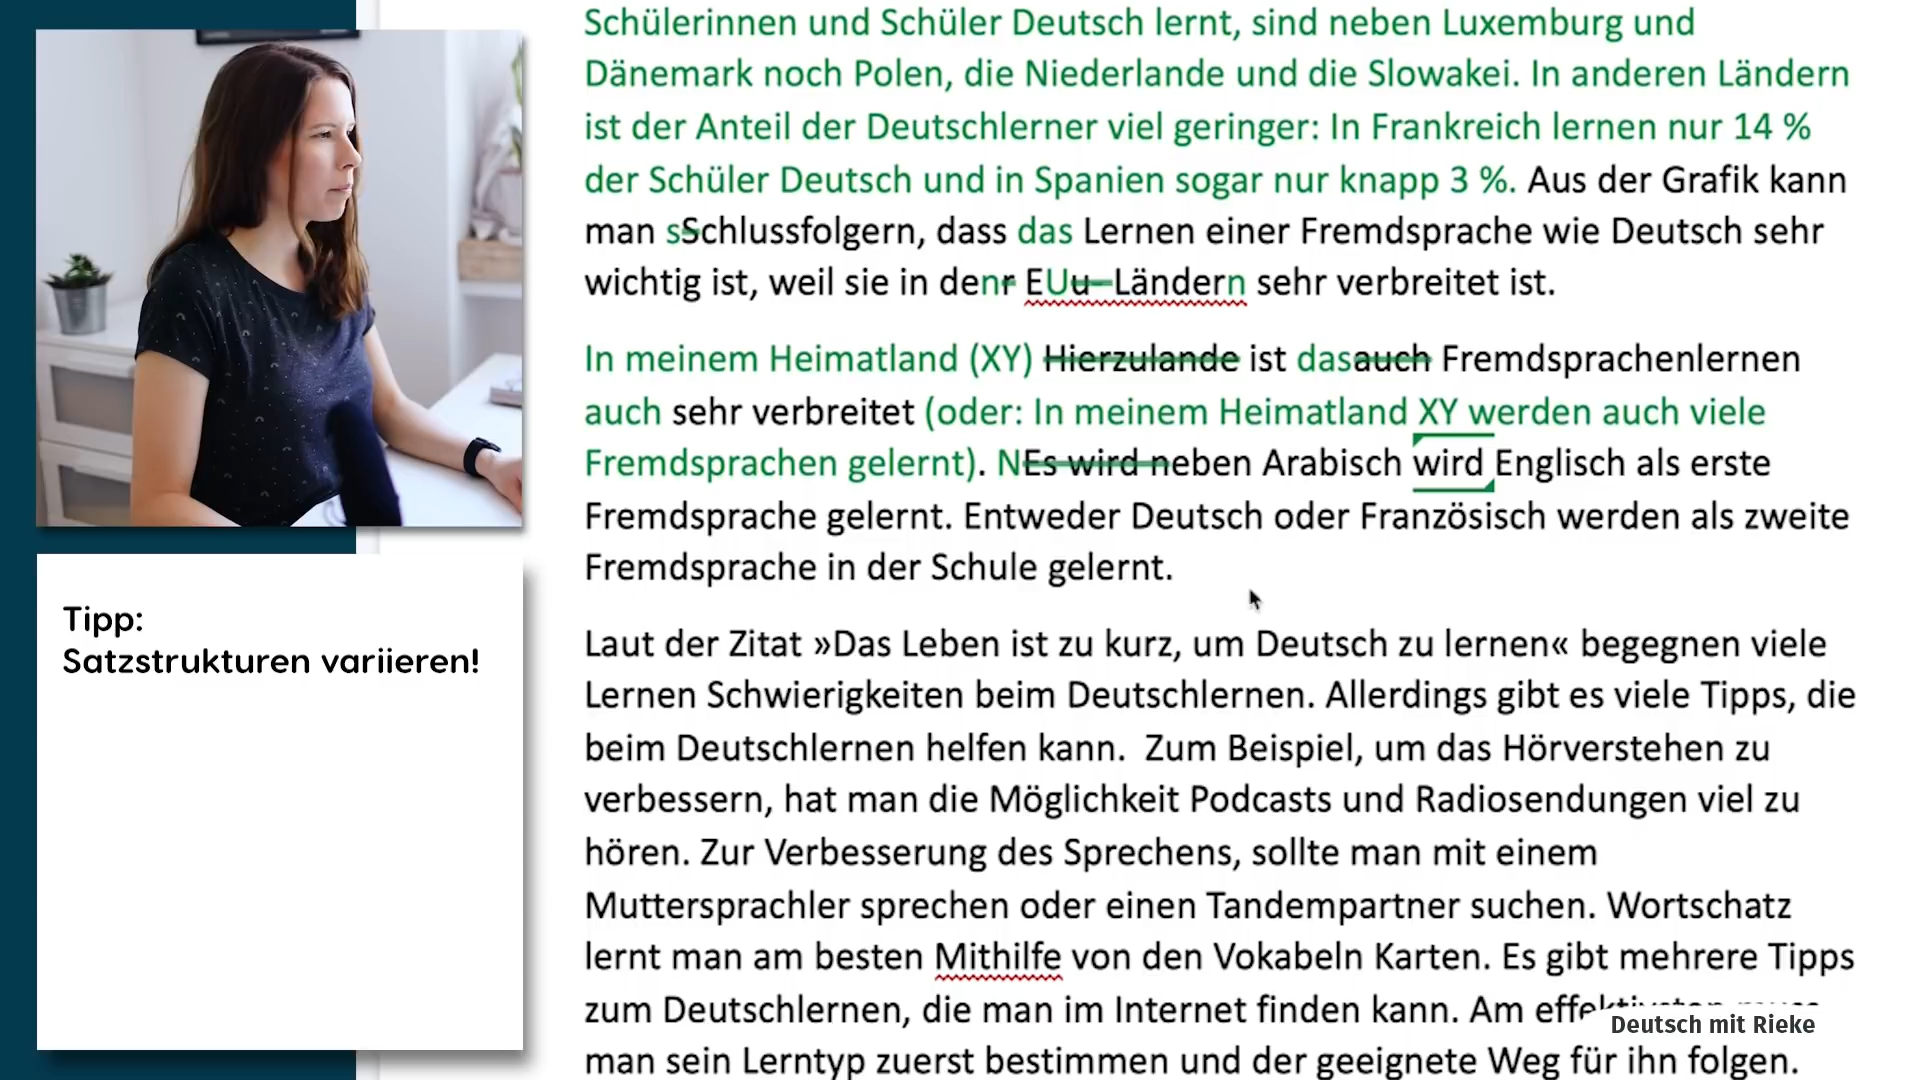 Schülerinnen und Schüler Deutsch lernt, sind neben Luxemburg und
Dänemark noch Polen, die Niederlande und die Slowakei. In anderen Ländern
ist der Anteil der Deutschlerner viel geringer: In Frankreich lernen nur 14 %
der Schüler Deutsch und in Spanien sogar nur knapp 3 %. Aus der Grafik kann
man sSchlussfolgern, dass das Lernen einer Fremdsprache wie Deutsch sehr
wichtig ist, weil sie in denr EUu-Ländern sehr verbreitet ist.
In meinem Heimatland (XY) Hierzulande ist dasauch Fremdsprachenlernen
auch sehr verbreitet (oder: In meinem Heimatland XY werden auch viele
Fremdsprachen gelernt). NEs wird neben Arabisch wird Englisch als erste
Fremdsprache gelernt. Entweder Deutsch oder Französisch werden als zweite
Fremdsprache in der Schule gelernt.
Laut der Zitat »Das Leben ist zu kurz, um Deutsch zu lernen« begegnen viele
Lernen Schwierigkeiten beim Deutschlernen. Allerdings gibt es viele Tipps, die
beim Deutschlernen helfen kann. Zum Beispiel, um das Hörverstehen zu
verbessern, hat man die Möglichkeit Podcasts und Radiosendungen viel zu
hören. Zur Verbesserung des Sprechens, sollte man mit einem
Muttersprachler sprechen oder einen Tandempartner suchen. Wortschatz
lernt man am besten Mithilfe von den Vokabeln Karten. Es gibt mehrere Tipps
zum Deutschlernen, die man im Internet finden kann. Am
man sein Lerntyp zuerst bestimmen und der geeignete Weg für ihn folgen.
Tipp:
Satzstrukturen variieren!
Deutsch mit Rieke